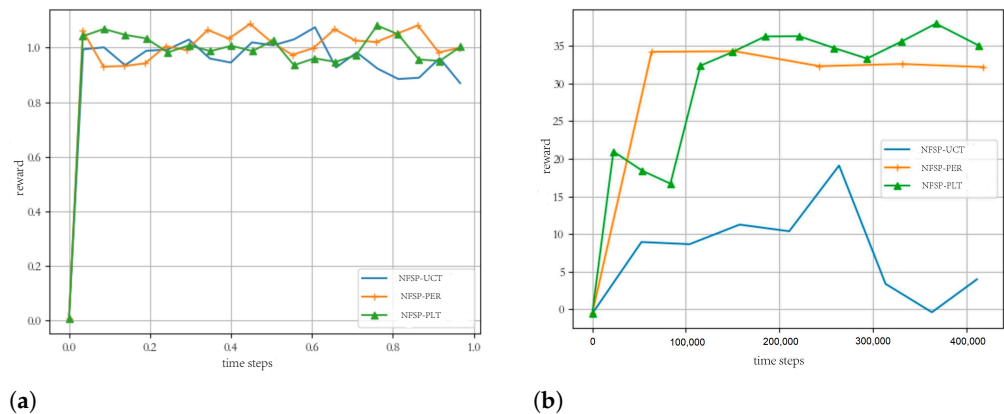 1.0
0.8
0.6
0.4
0.2
0.0
reward
0.0 0.2 0.4 0.6 0.8 1.0
time steps
NFSP-UCT
NFSP-PER
NFSP-PLT
(a)
35
30
25
20
15
10
5
0
reward
0 100,000 200,000 300,000 400,000
time steps
NFSP-UCT
NFSP-PER
NFSP-PLT
(b)